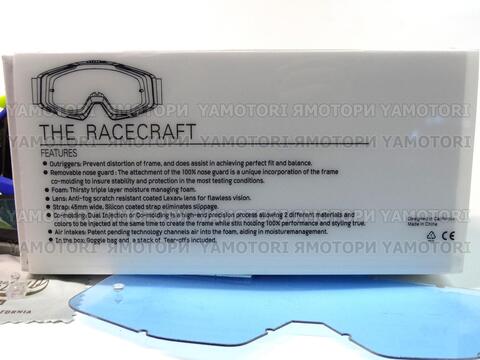 YAMOTORI ЯМОТОРИ YAMOTORI ЯМОТОРИ YAMOTORI ЯМОТОРИ
THE RACECRAFT
FEATURES
• Outriggers: Prevent distortion of frame, and does assist in achieving perfect fit and balance.
• Removable nose guard: The attachment of the 100% nose guard is a unique incorporation of the frame
co-molding to insure stability and protection in the most testing conditions.
• Foam: Thirsty triple layer moisture managing foam.
• Lens: Anti-fog scratch resistant coated Lexan lens for flawless vision.
• Strap: 45mm wide, Silicon coated strap eliminates slippage.
• Co-molding: Dual Injection or Co-molding is high-end precision process allowing 2 different materials and
colors to be injected at the same time to create the frame while still holding 100% performance and styling true.
• Air intakes: Patent pending technology channels air into the foam, aiding in moisturemanagement.
• In the box: Goggle bag and a stack of Tear-offs included.
Designed in California
Made in China
CE
CALIFORNIA